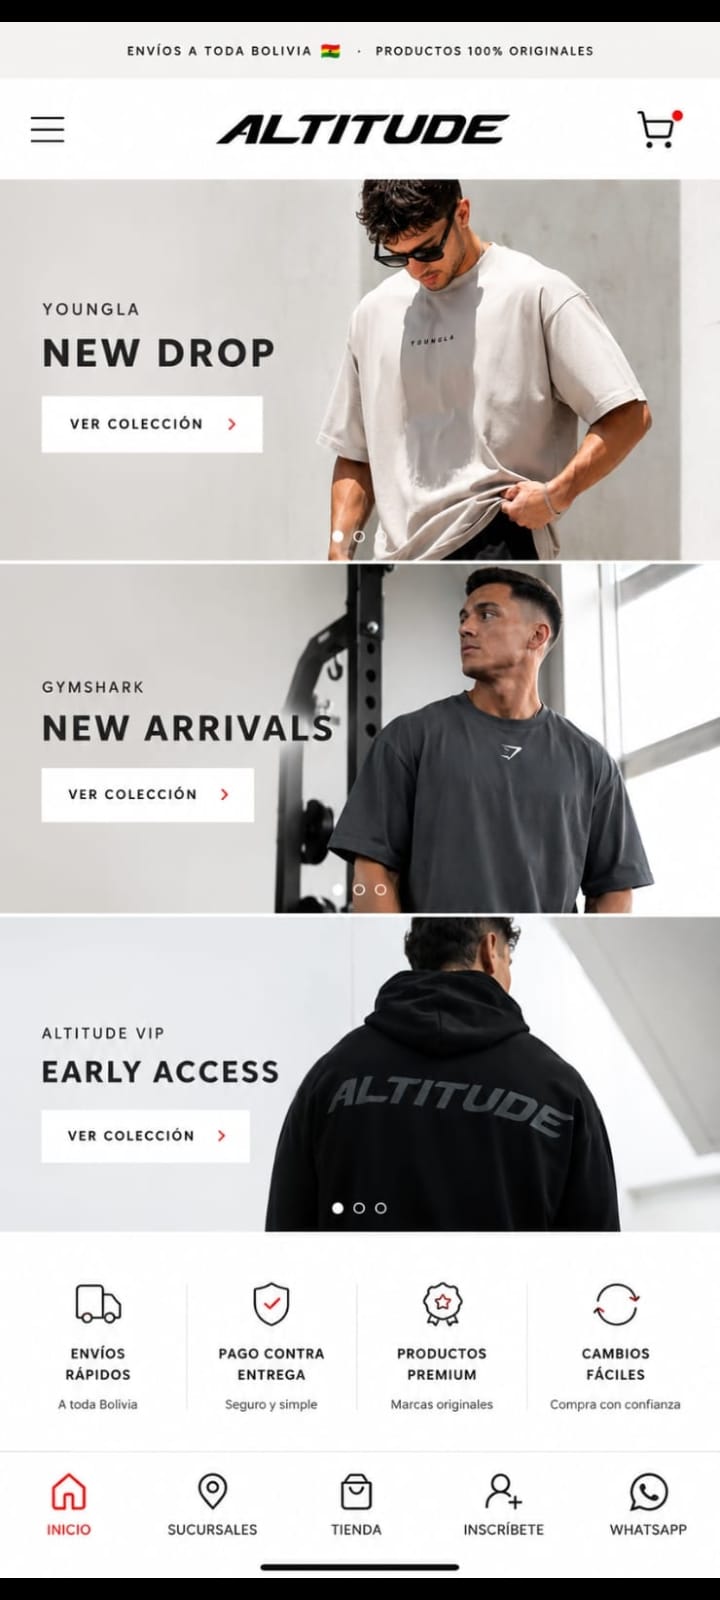 ENVÍOS A TODA BOLIVIA 🇧🇴 · PRODUCTOS 100% ORIGINALES
ALTITUDE
YOUNGLA
NEW DROP
VER COLECCIÓN
YOUNGLA
GYMSHARK
NEW ARRIVALS
VER COLECCIÓN
ALTITUDE VIP
EARLY ACCESS
VER COLECCIÓN
ALTITUDE
ENVÍOS
RÁPIDOS
A toda Bolivia
PAGO CONTRA
ENTREGA
Seguro y simple
PRODUCTOS
PREMIUM
Marcas originales
CAMBIOS
FÁCILES
Compra con confianza
INICIO
SUCURSALES
TIENDA
INSCRÍBETE
WHATSAPP